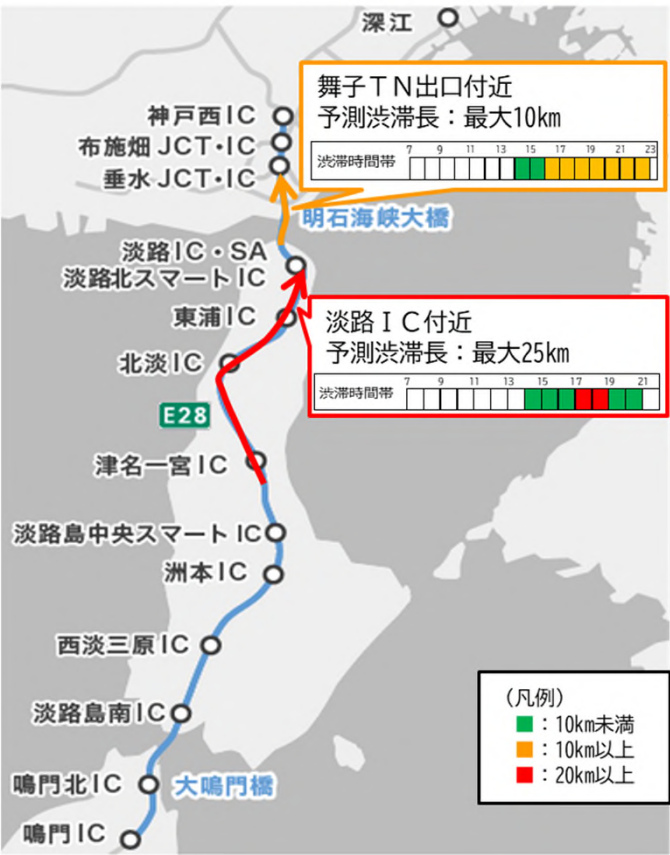 深江
舞子TN出口付近
予測渋滞長：最大10km
渋滞時間帯
7 9 11 13 15 17 19 21 23
神戸西IC
布施畑JCT・IC
垂水JCT・IC
明石海峡大橋
淡路IC・SA
淡路北スマートIC
東浦IC
淡路IC付近
予測渋滞長：最大25km
渋滞時間帯
7 9 11 13 15 17 19 21
北淡IC
E28
津名一宮IC
淡路島中央スマートIC
洲本IC
西淡三原IC
淡路島南IC
鳴門北IC
大鳴門橋
鳴門IC
（凡例）
：10km未満
：10km以上
：20km以上